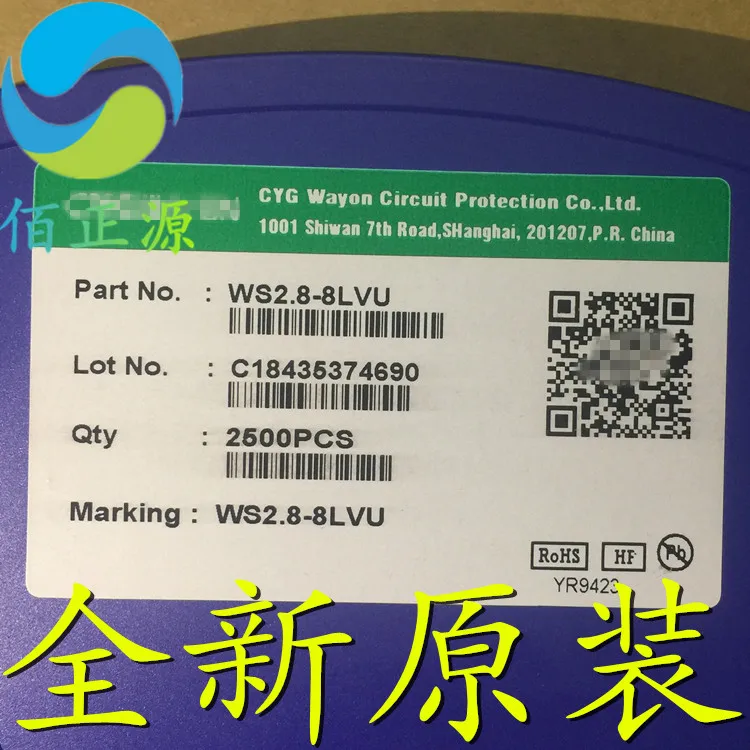 CYG Wayon Circuit Protection Co.,Ltd.
1001 Shiwan 7th Road,SHanghai, 201207,P.R. China
佰正源
Part No. : WS2.8-8LVU
Lot No. : C18435374690
Qty : 2500PCS
Marking : WS2.8-8LVU
RoHS HF Pb
YR9423
全新原装